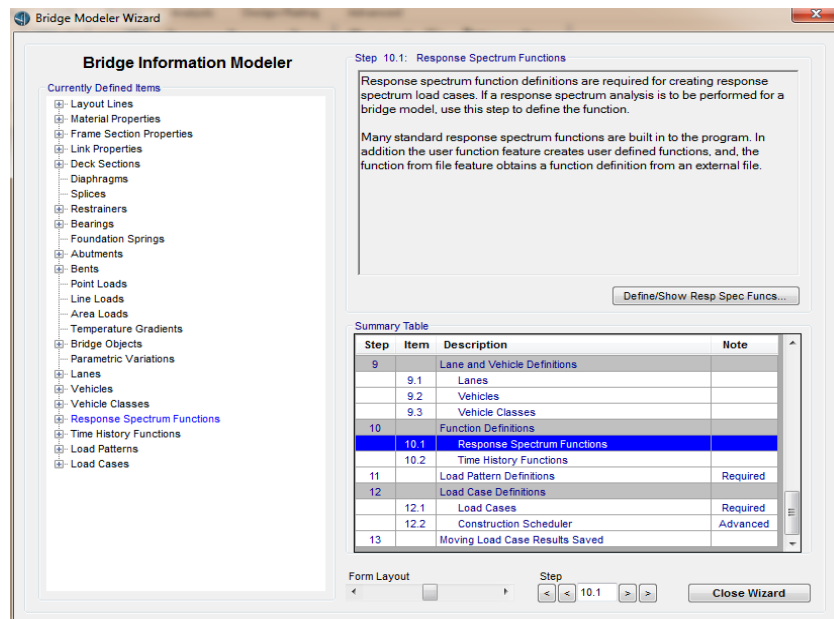 Bridge Modeler Wizard
Bridge Information Modeler
Currently Defined Items
Layout Lines
Material Properties
Frame Section Properties
Link Properties
Deck Sections
Diaphragms
Splices
Restrainers
Bearings
Foundation Springs
Abutments
Bents
Point Loads
Line Loads
Area Loads
Temperature Gradients
Bridge Objects
Parametric Variations
Lanes
Vehicles
Vehicle Classes
Response Spectrum Functions
Time History Functions
Load Patterns
Load Cases
Step 10.1: Response Spectrum Functions
Response spectrum function definitions are required for creating response
spectrum load cases. If a response spectrum analysis is to be performed for a
bridge model, use this step to define the function.
Many standard response spectrum functions are built in to the program. In
addition the user function feature creates user defined functions, and, the
function from file feature obtains a function definition from an external file.
Define/Show Resp Spec Funcs...
Summary Table
Step Item Description Note
9 Lane and Vehicle Definitions
9.1 Lanes
9.2 Vehicles
9.3 Vehicle Classes
10 Function Definitions
10.1 Response Spectrum Functions
10.2 Time History Functions
11 Load Pattern Definitions Required
12 Load Case Definitions
12.1 Load Cases Required
12.2 Construction Scheduler Advanced
13 Moving Load Case Results Saved
Form Layout
Step
< < 10.1 > >
Close Wizard